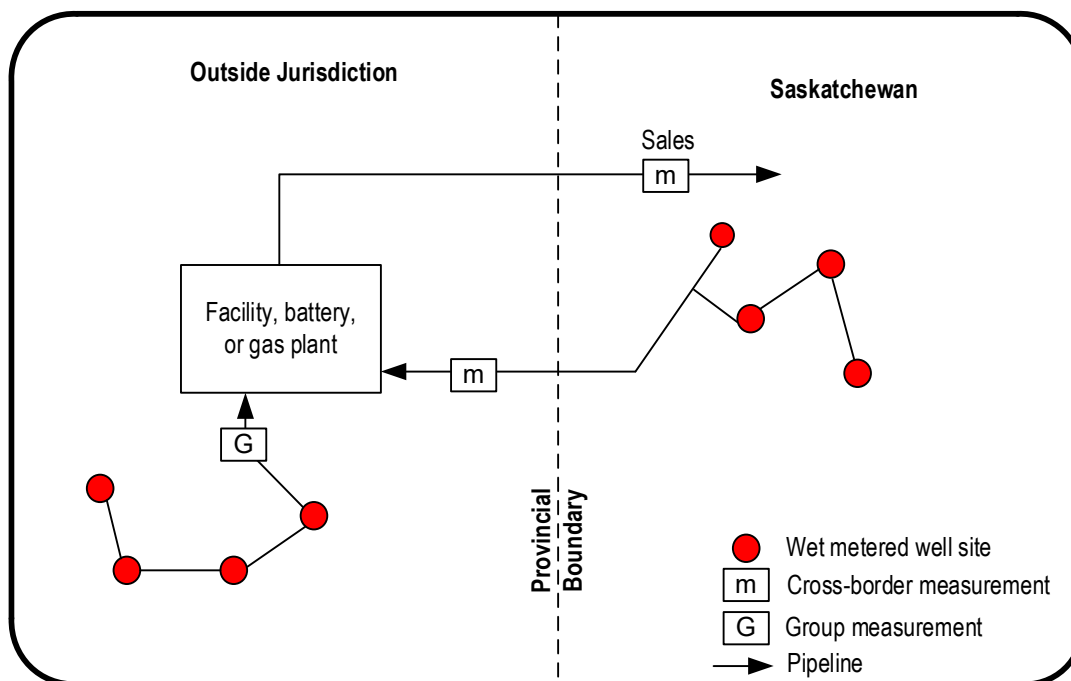 Outside Jurisdiction
Saskatchewan
Sales
m
Facility, battery,
or gas plant
m
G
Provincial
Boundary
Wet metered well site
m Cross-border measurement
G Group measurement
Pipeline